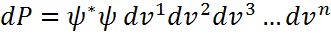 dP = ψ*ψ dv¹dv²dv³ … dvⁿ